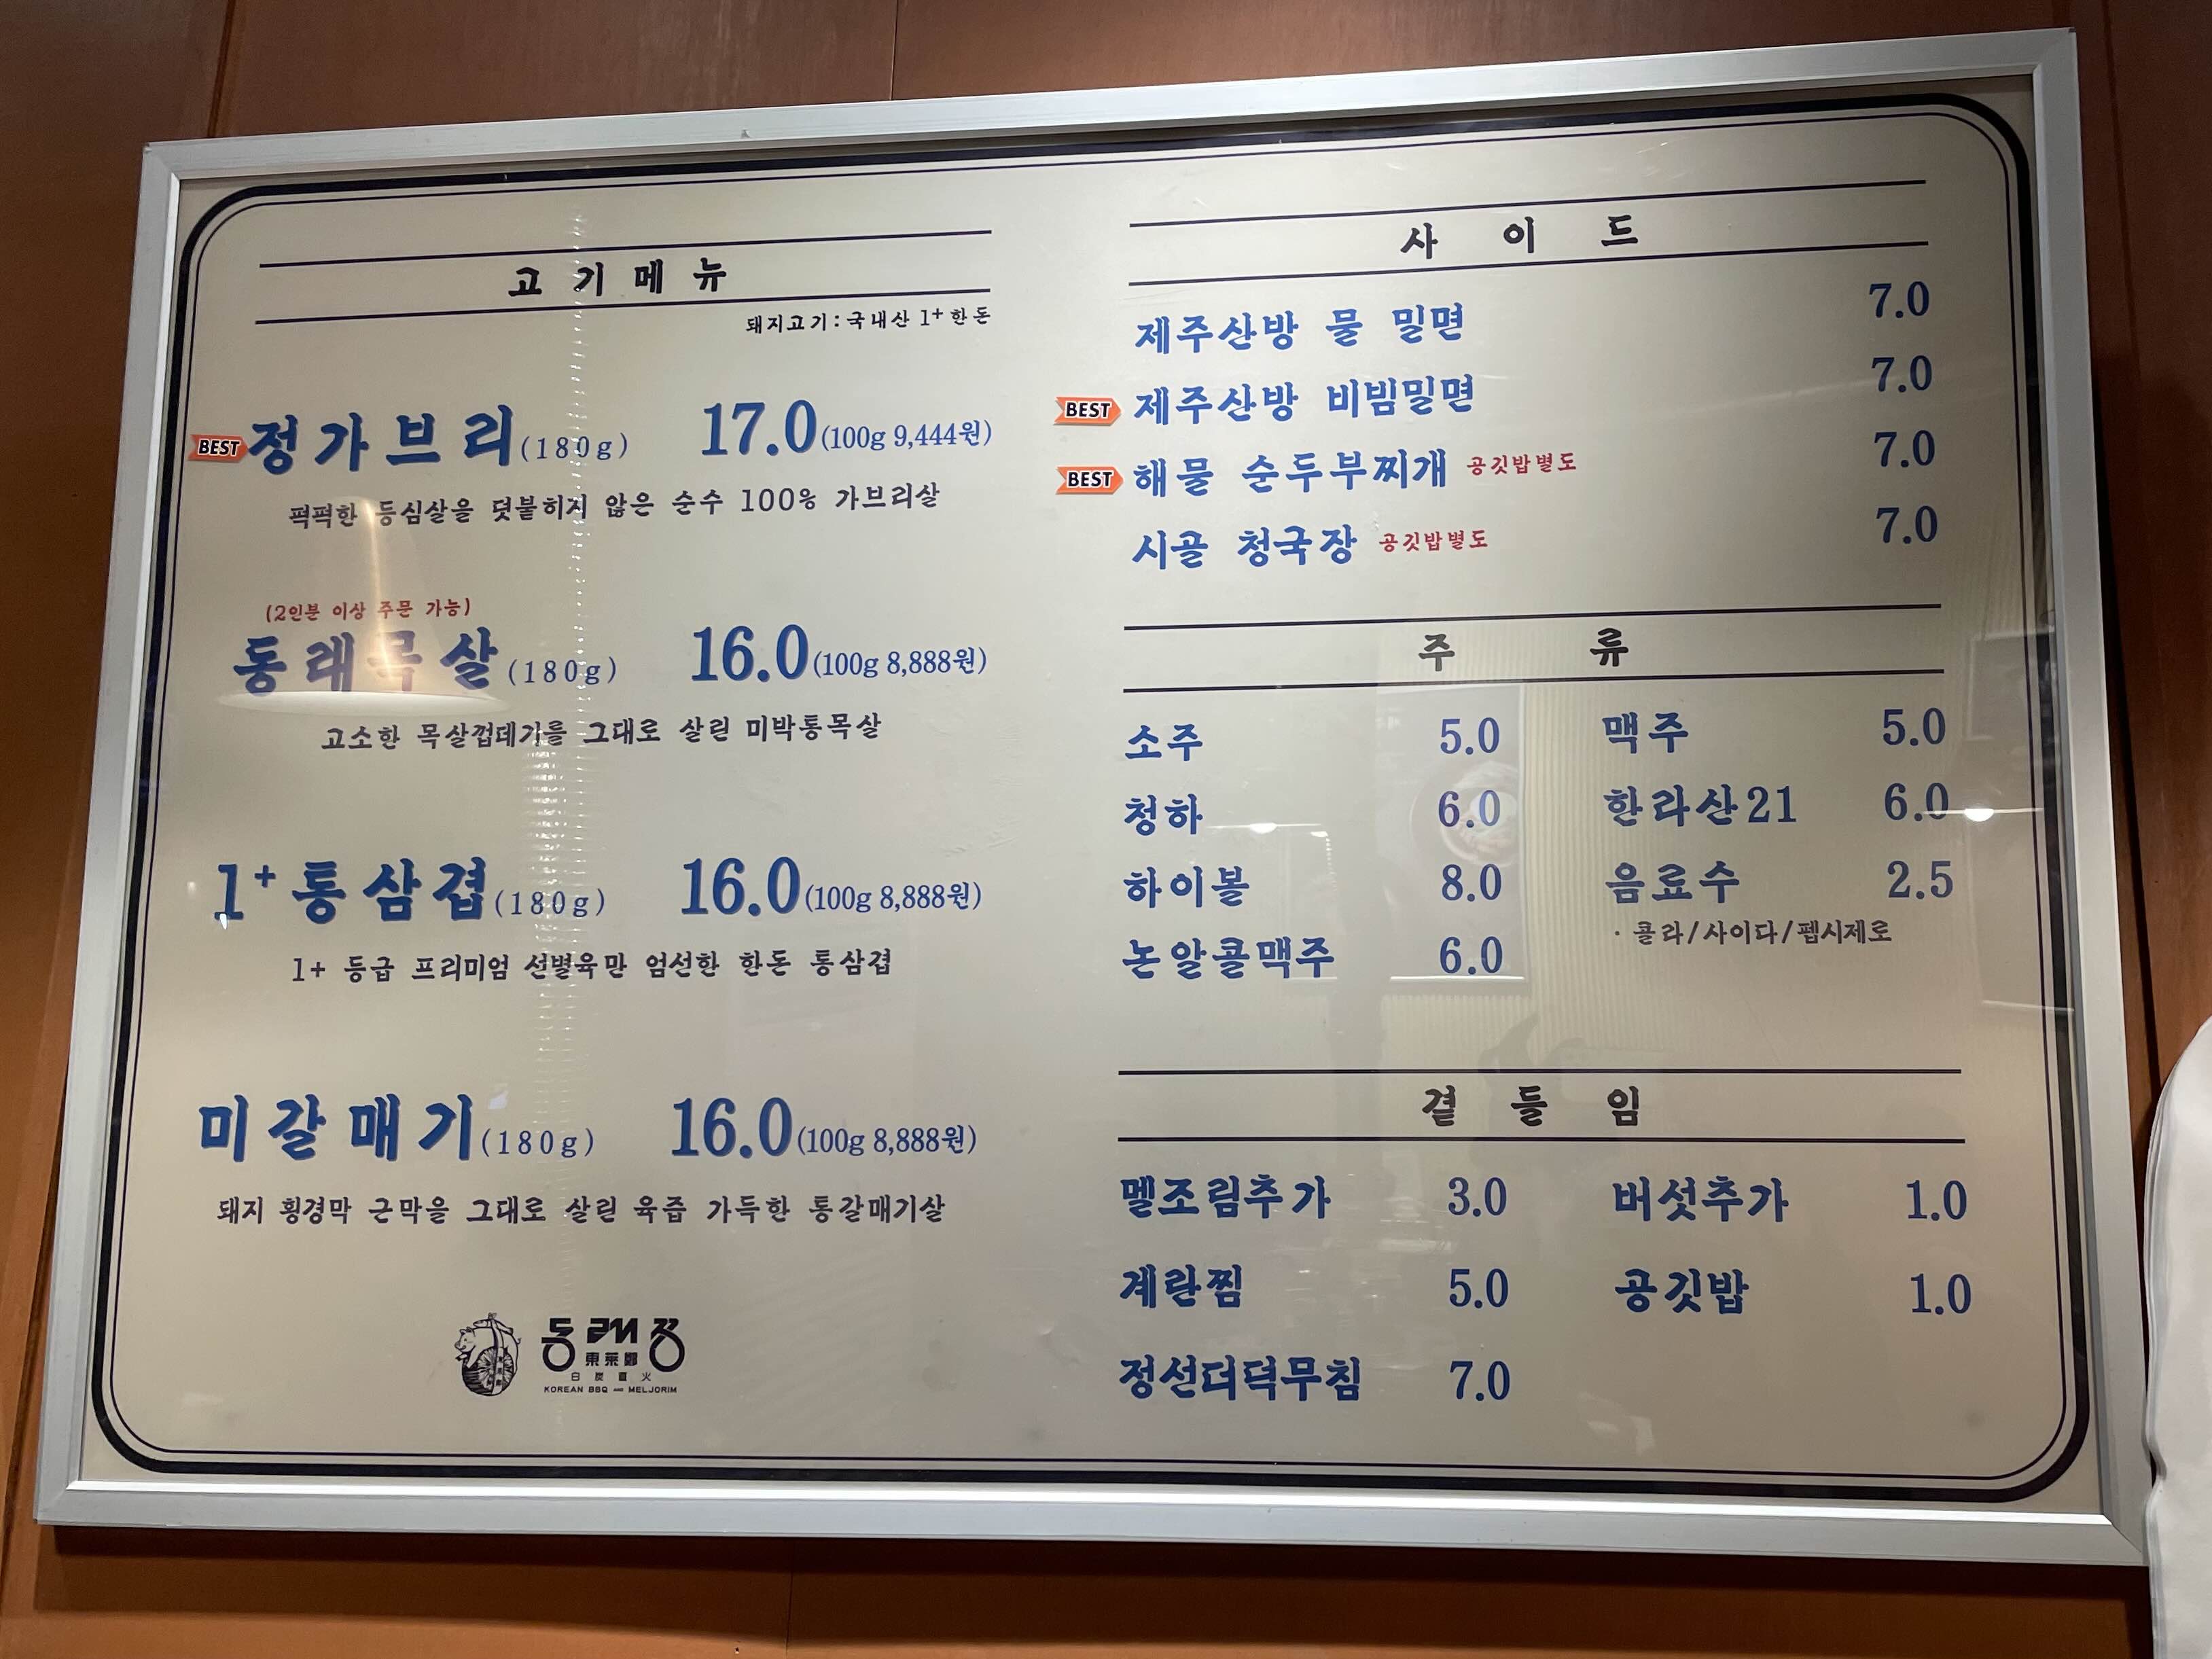 고기메뉴
돼지고기:국내산 1+한돈
BEST 정가브리(180g) 17.0(100g 9,444원)
퍽퍽한 등심살을 덧붙히지 않은 순수 100% 가브리살
(2인분 이상 주문 가능)
동래목살(180g) 16.0(100g 8,888원)
고소한 목살껍데기를 그대로 살린 미박통목살
1+통삼겹(180g) 16.0(100g 8,888원)
1+ 등급 프리미엄 선별육만 엄선한 한돈 통삼겹
미갈매기(180g) 16.0(100g 8,888원)
돼지 횡경막 근막을 그대로 살린 육즙 가득한 통갈매기살
동래정
東萊鄭
白炭直火
KOREAN BBQ AND MELJORIM
사이드
제주산방 물 밀면 7.0
BEST 제주산방 비빔밀면 7.0
BEST 해물 순두부찌개 공깃밥별도 7.0
시골 청국장 공깃밥별도 7.0
주류
소주 5.0 맥주 5.0
청하 6.0 한라산21 6.0
하이볼 8.0 음료수 2.5
· 콜라/사이다/펩시제로
논알콜맥주 6.0
곁들임
멜조림추가 3.0 버섯추가 1.0
계란찜 5.0 공깃밥 1.0
정선더덕무침 7.0